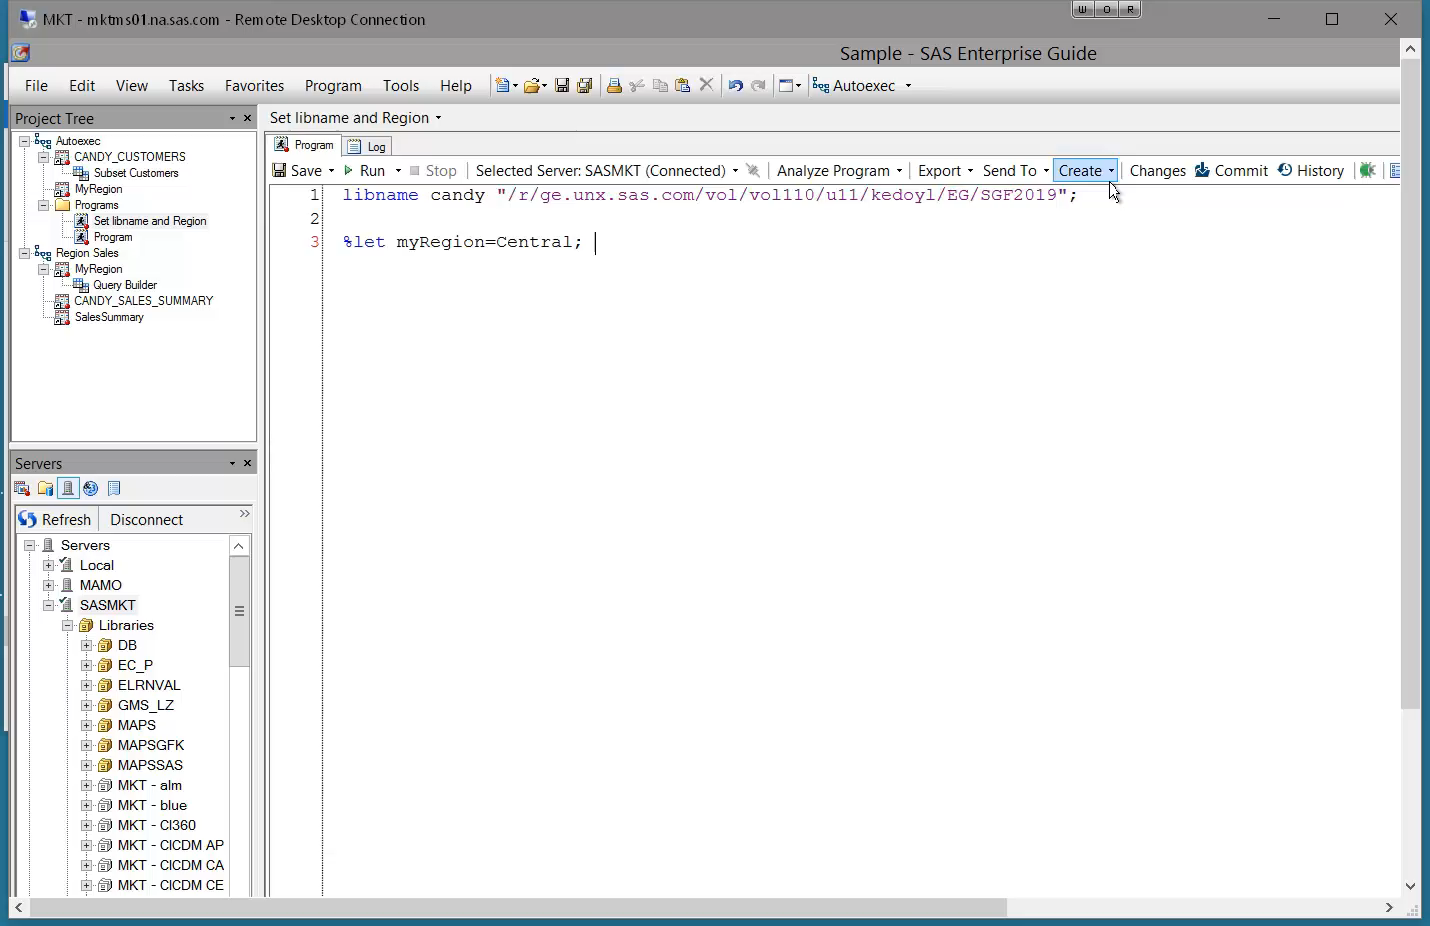 MKT - mktms01.na.sas.com - Remote Desktop Connection
W O R
Sample - SAS Enterprise Guide
File Edit View Tasks Favorites Program Tools Help Autoexec
Project Tree
Autoexec
CANDY_CUSTOMERS
Subset Customers
MyRegion
Programs
Set libname and Region
Program
Region Sales
MyRegion
Query Builder
CANDY_SALES_SUMMARY
SalesSummary
Set libname and Region
Program Log
Save Run Stop Selected Server: SASMKT (Connected) Analyze Program Export Send To Create Changes Commit History
1 libname candy "/r/ge.unx.sas.com/vol/vol110/u11/kedoyl/EG/SGF2019";
2
3 %let myRegion=Central;
Servers
Refresh Disconnect
Servers
Local
MAMO
SASMKT
Libraries
DB
EC_P
ELRNVAL
GMS_LZ
MAPS
MAPSGFK
MAPSSAS
MKT - alm
MKT - blue
MKT - CI360
MKT - CICDM AP
MKT - CICDM CA
MKT - CICDM CE